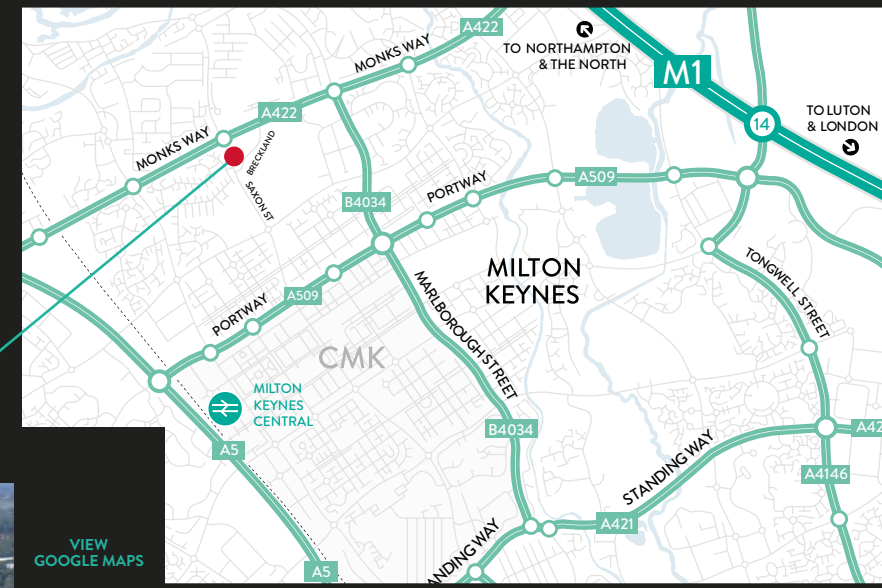 A422
MONKS WAY
TO NORTHAMPTON
& THE NORTH
M1
TO LUTON
& LONDON
14
A422
MONKS WAY
BRECKLAND
SAXON ST
B4034
PORTWAY
A509
MILTON
KEYNES
TONGWELL STREET
PORTWAY
A509
MARLBOROUGH STREET
CMK
MILTON
KEYNES
CENTRAL
A5
B4034
STANDING WAY
A42
A4146
A421
ANDING WAY
A5
VIEW
GOOGLE MAPS